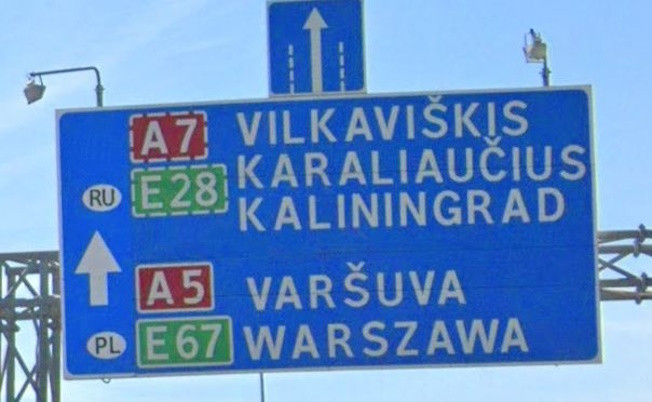 A7 VILKAVIŠKIS
E28 KARALIAUČIUS
RU KALININGRAD
A5 VARŠUVA
PL E67 WARSZAWA